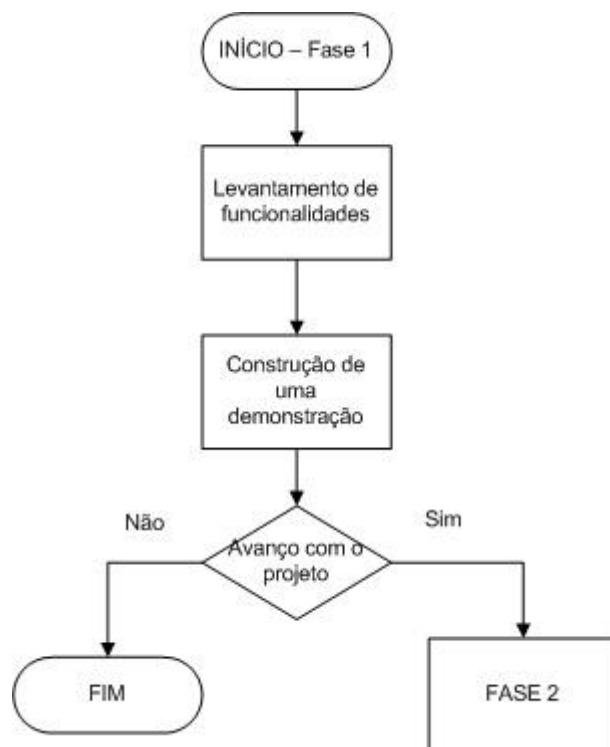 INÍCIO – Fase 1
Levantamento de
funcionalidades
Construção de
uma
demonstração
Não
Sim
Avanço com o
projeto
FIM
FASE 2